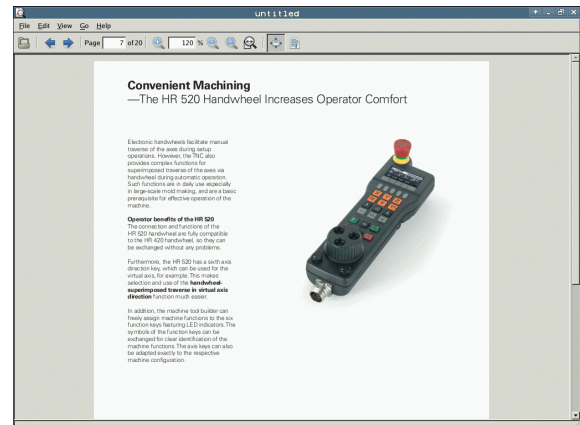 untitled
File Edit View Go Help
Page 7 of 20 120 %
Convenient Machining
—The HR 520 Handwheel Increases Operator Comfort
Electronic handwheels facilitate manual
traverse of the axes during setup
operations. However, the TNC also
provides complex functions for
superimposed traverse of the axes via
handwheel during automatic operation.
Such functions are in daily use especially
in large-scale mold making, and are a basic
prerequisite for effective operation of the
machine.
Operator benefits of the HR 520
The connection and functions of the
HR 520 handwheel are fully compatible
to the HR 420 handwheel, so they can
be exchanged without any problems.
Furthermore, the HR 520 has a sixth axis
direction key, which can be used for the
virtual axis, for example. This makes
selection and use of the handwheel-
superimposed traverse in virtual axis
direction function much easier.
In addition, the machine tool builder can
freely assign machine functions to the six
function keys featuring LED indicators. The
symbols of the function keys can be
exchanged for clear identification of the
machine functions. The axis keys can also
be adapted exactly to the respective
machine configuration.